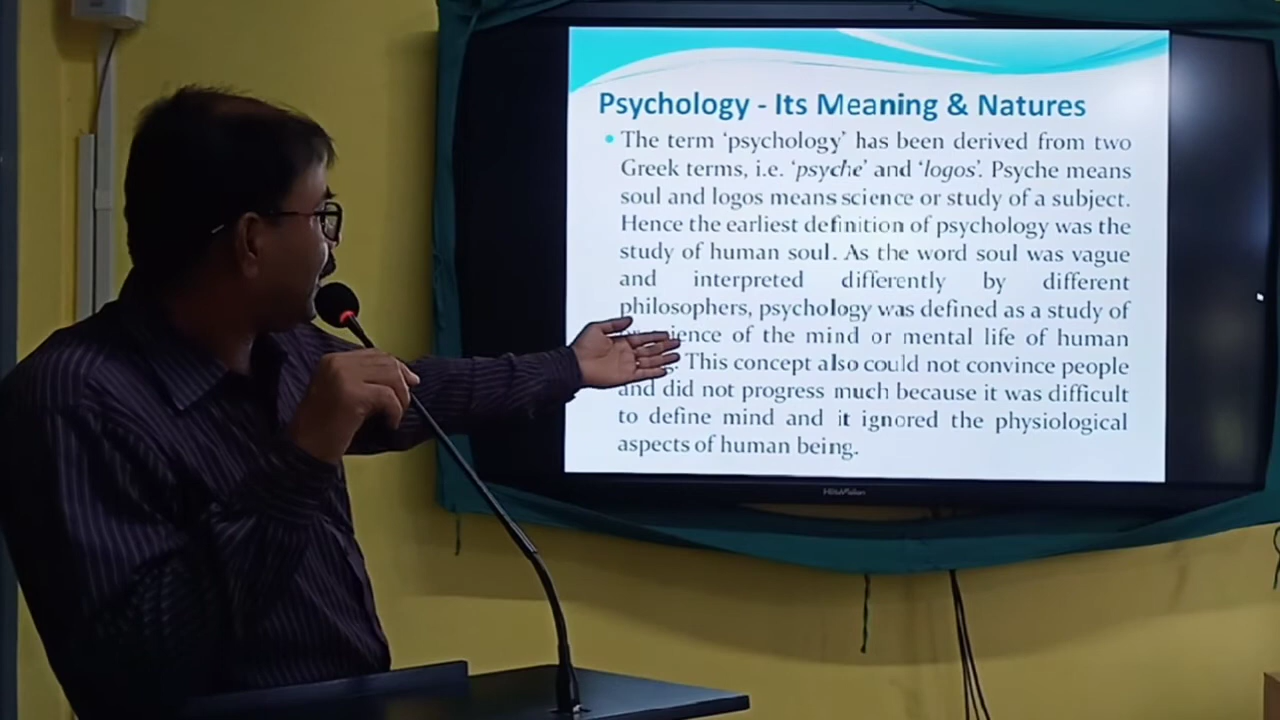 Psychology - Its Meaning & Natures
• The term ‘psychology’ has been derived from two
Greek terms, i.e. ‘psyche’ and ‘logos’. Psyche means
soul and logos means science or study of a subject.
Hence the earliest definition of psychology was the
study of human soul. As the word soul was vague
and interpreted differently by different
philosophers, psychology was defined as a study of
of the mind or mental life of human
This concept also could not convince people
and did not progress much because it was difficult
to define mind and it ignored the physiological
aspects of human being.